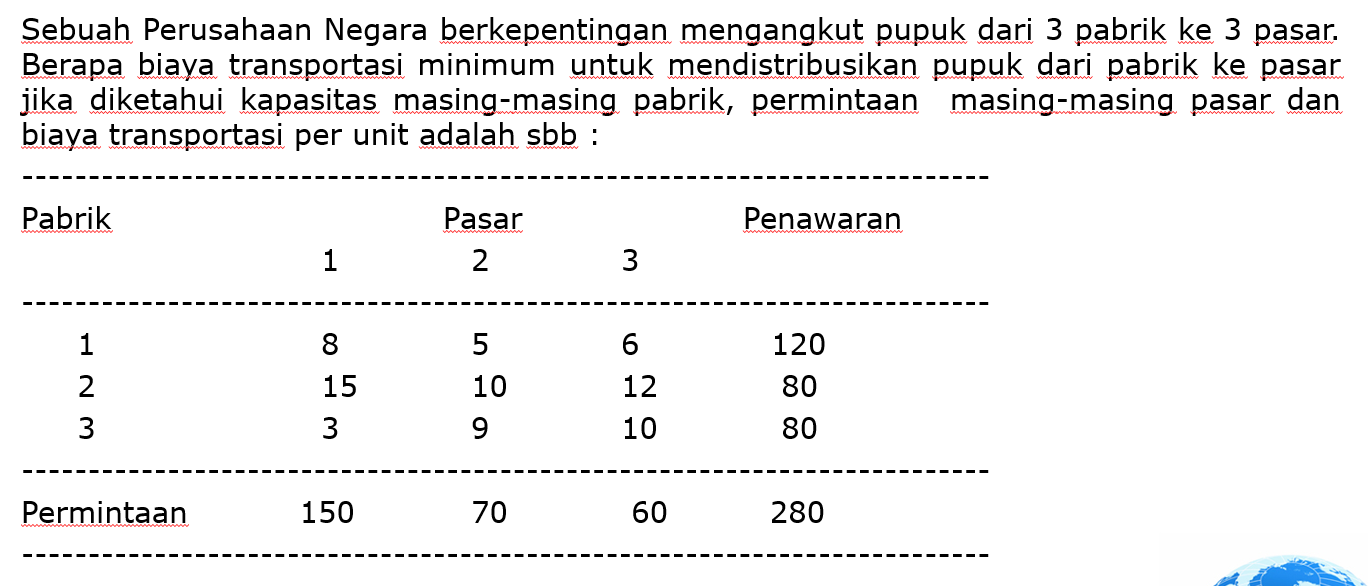 Sebuah Perusahaan Negara berkepentingan mengangkut pupuk dari 3 pabrik ke 3 pasar.
Berapa biaya transportasi minimum untuk mendistribusikan pupuk dari pabrik ke pasar
jika diketahui kapasitas masing-masing pabrik, permintaan masing-masing pasar dan
biaya transportasi per unit adalah sbb :
--------------------------------------------------------------------------
Pabrik Pasar Penawaran
1 2 3
--------------------------------------------------------------------------
1 8 5 6 120
2 15 10 12 80
3 3 9 10 80
--------------------------------------------------------------------------
Permintaan 150 70 60 280
--------------------------------------------------------------------------